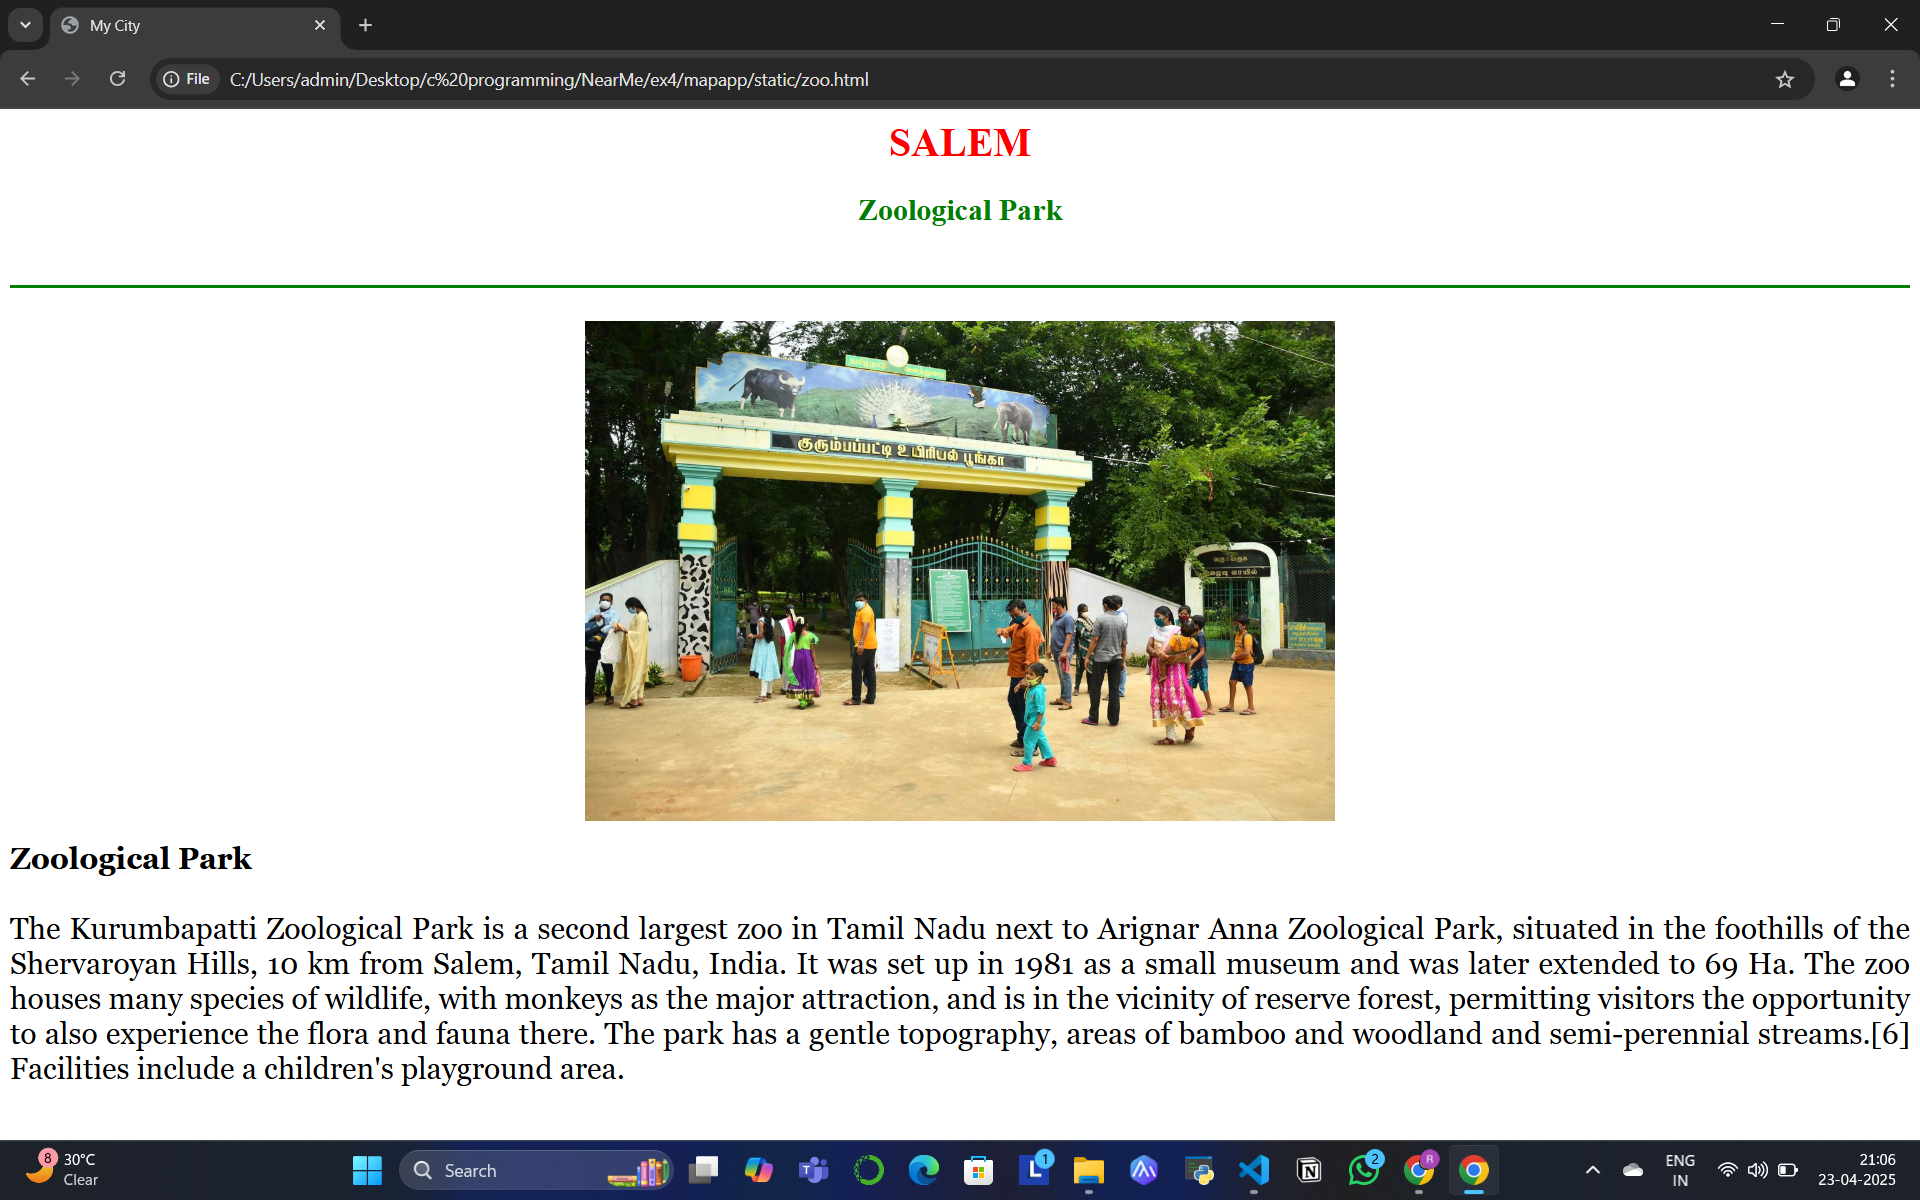 My City
File
C:/Users/admin/Desktop/c%20programming/NearMe/ex4/mapapp/static/zoo.html
SALEM
Zoological Park
குரும்பப்பட்டி உயிரியல் பூங்கா
Zoological Park
The Kurumbapatti Zoological Park is a second largest zoo in Tamil Nadu next to Arignar Anna Zoological Park, situated in the foothills of the
Shervaroyan Hills, 10 km from Salem, Tamil Nadu, India. It was set up in 1981 as a small museum and was later extended to 69 Ha. The zoo
houses many species of wildlife, with monkeys as the major attraction, and is in the vicinity of reserve forest, permitting visitors the opportunity
to also experience the flora and fauna there. The park has a gentle topography, areas of bamboo and woodland and semi-perennial streams.[6]
Facilities include a children's playground area.
8
30°C
Clear
Search
1
2
R
ENG
IN
21:06
23-04-2025